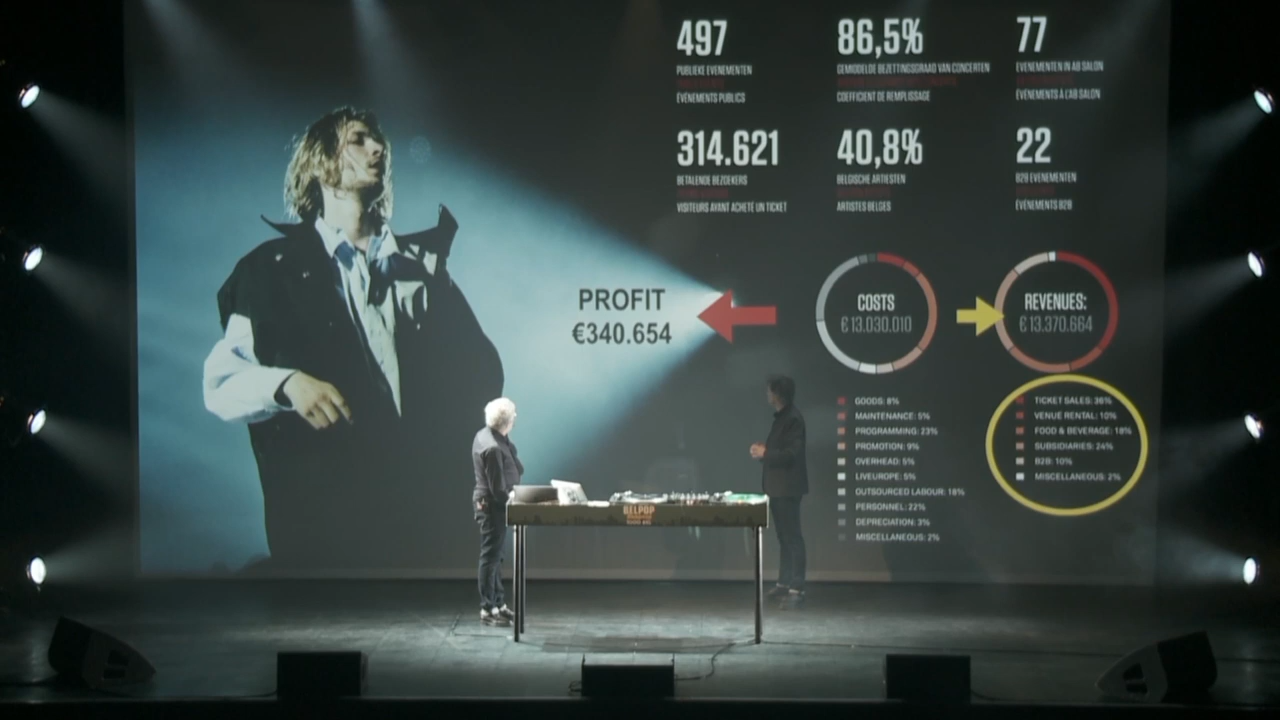 497
PUBLIEKE EVENEMENTEN
ÉVÉNEMENTS PUBLICS
86,5%
GEMIDDELDE BEZETTINGSGRAAD VAN CONCERTEN
COEFFICIENT DE REMPLISSAGE
77
EVENEMENTEN IN AB SALON
ÉVENEMENTS À L'AB SALON
314.621
BETALENDE BEZOEKERS
VISITEURS AYANT ACHETÉ UN TICKET
40,8%
BELGISCHE ARTIESTEN
ARTISTES BELGES
22
B2B EVENEMENTEN
ÉVENEMENTS B2B
PROFIT
€340.654
COSTS
€ 13.030.010
REVENUES:
€ 13.370.664
GOODS: 8%
MAINTENANCE: 5%
PROGRAMMING: 23%
PROMOTION: 9%
OVERHEAD: 5%
LIVEUROPE: 5%
OUTSOURCED LABOUR: 18%
PERSONNEL: 22%
DEPRECIATION: 3%
MISCELLANEOUS: 2%
TICKET SALES: 36%
VENUE RENTAL: 10%
FOOD & BEVERAGE: 18%
SUBSIDIARIES: 24%
B2B: 10%
MISCELLANEOUS: 2%
BELPOP